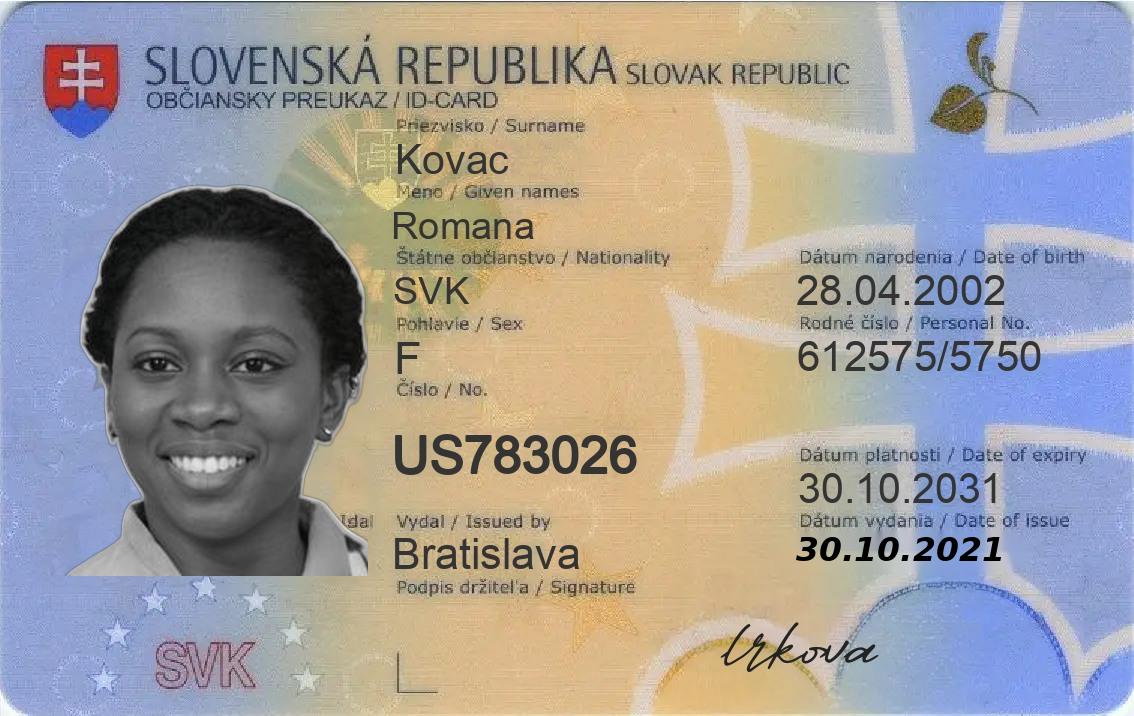 SLOVENSKÁ REPUBLIKA SLOVAK REPUBLIC
OBČIANSKY PREUKAZ / ID-CARD
Priezvisko / Surname
Kovac
Meno / Given names
Romana
Štátne občianstvo / Nationality
SVK
Dátum narodenia / Date of birth
28.04.2002
Pohlavie / Sex
F
Rodné číslo / Personal No.
612575/5750
Číslo / No.
US783026
Dátum platnosti / Date of expiry
30.10.2031
Vydal / Issued by
Bratislava
Dátum vydania / Date of issue
30.10.2021
Podpis držiteľa / Signature
SVK